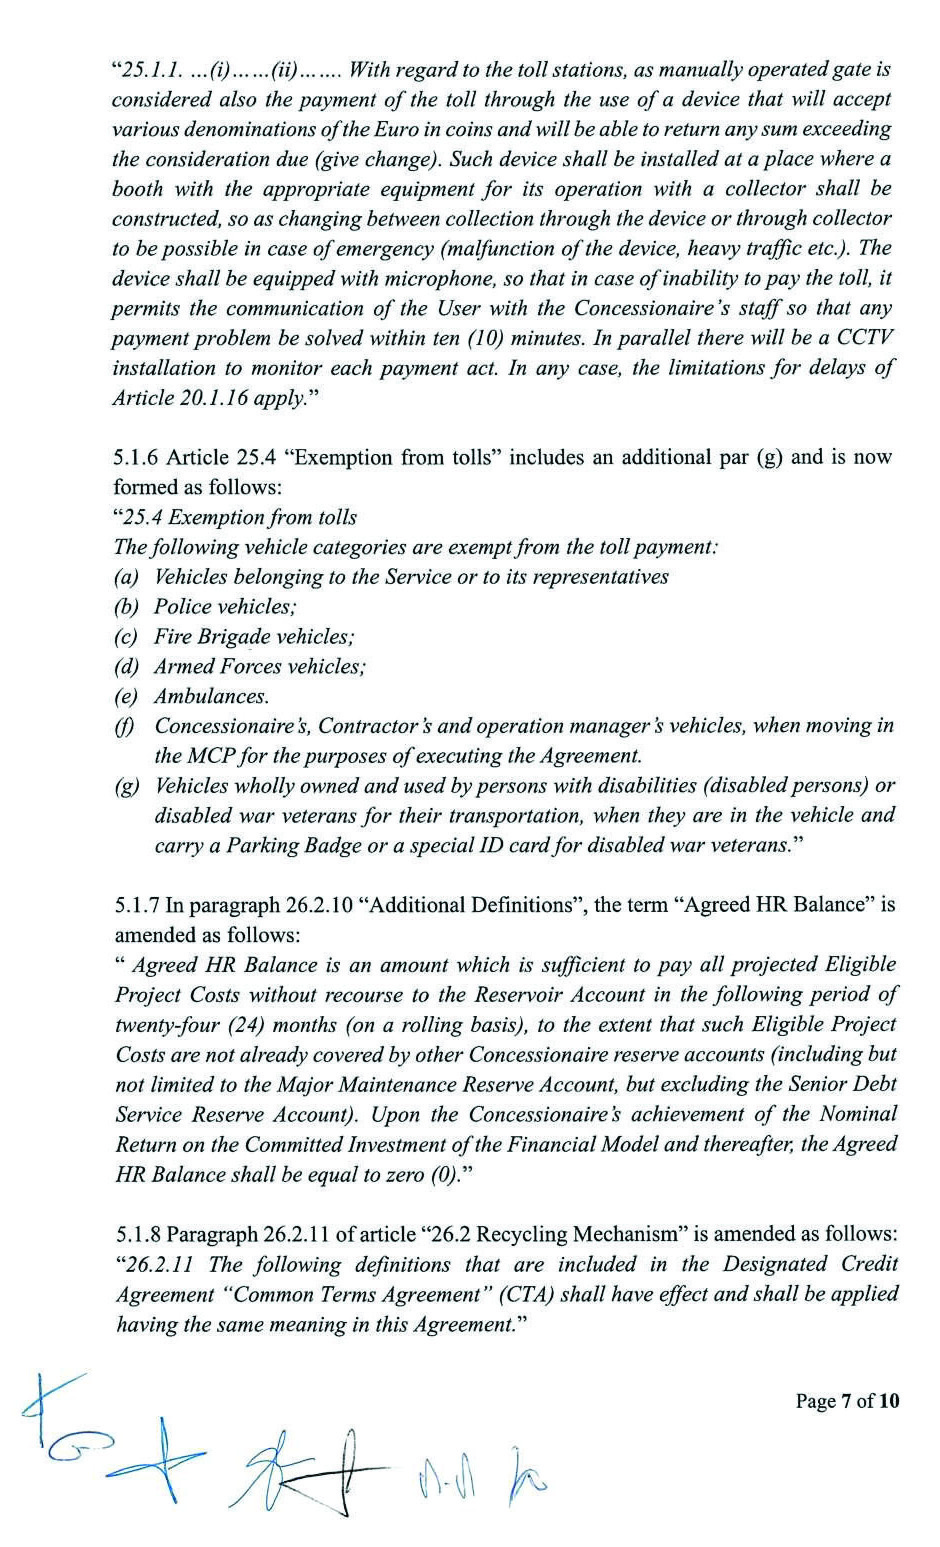 “25.1.1. …(i)……(ii)……. With regard to the toll stations, as manually operated gate is
considered also the payment of the toll through the use of a device that will accept
various denominations of the Euro in coins and will be able to return any sum exceeding
the consideration due (give change). Such device shall be installed at a place where a
booth with the appropriate equipment for its operation with a collector shall be
constructed, so as changing between collection through the device or through collector
to be possible in case of emergency (malfunction of the device, heavy traffic etc.). The
device shall be equipped with microphone, so that in case of inability to pay the toll, it
permits the communication of the User with the Concessionaire’s staff so that any
payment problem be solved within ten (10) minutes. In parallel there will be a CCTV
installation to monitor each payment act. In any case, the limitations for delays of
Article 20.1.16 apply.”
5.1.6 Article 25.4 “Exemption from tolls” includes an additional par (g) and is now
formed as follows:
“25.4 Exemption from tolls
The following vehicle categories are exempt from the toll payment:
(a) Vehicles belonging to the Service or to its representatives
(b) Police vehicles;
(c) Fire Brigade vehicles;
(d) Armed Forces vehicles;
(e) Ambulances.
(f) Concessionaire’s, Contractor’s and operation manager’s vehicles, when moving in
the MCP for the purposes of executing the Agreement.
(g) Vehicles wholly owned and used by persons with disabilities (disabled persons) or
disabled war veterans for their transportation, when they are in the vehicle and
carry a Parking Badge or a special ID card for disabled war veterans.”
5.1.7 In paragraph 26.2.10 “Additional Definitions”, the term “Agreed HR Balance” is
amended as follows:
“ Agreed HR Balance is an amount which is sufficient to pay all projected Eligible
Project Costs without recourse to the Reservoir Account in the following period of
twenty-four (24) months (on a rolling basis), to the extent that such Eligible Project
Costs are not already covered by other Concessionaire reserve accounts (including but
not limited to the Major Maintenance Reserve Account, but excluding the Senior Debt
Service Reserve Account). Upon the Concessionaire’s achievement of the Nominal
Return on the Committed Investment of the Financial Model and thereafter, the Agreed
HR Balance shall be equal to zero (0).”
5.1.8 Paragraph 26.2.11 of article “26.2 Recycling Mechanism” is amended as follows:
“26.2.11 The following definitions that are included in the Designated Credit
Agreement “Common Terms Agreement” (CTA) shall have effect and shall be applied
having the same meaning in this Agreement.”
Page 7 of 10